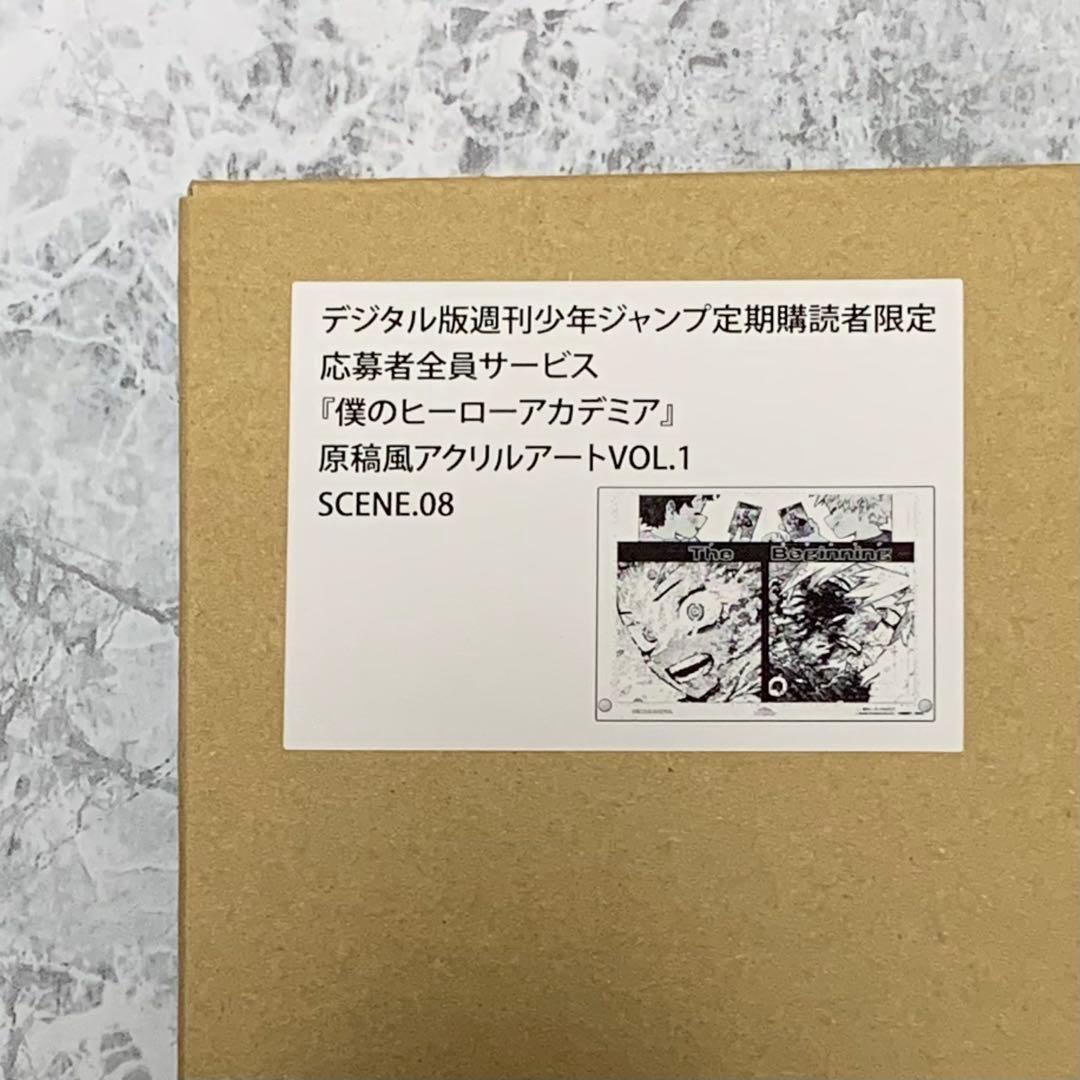 デジタル版週刊少年ジャンプ定期購読者限定
応募者全員サービス
『僕のヒーローアカデミア』
原稿風アクリルアートVOL.1
SCENE.08
The Beginning